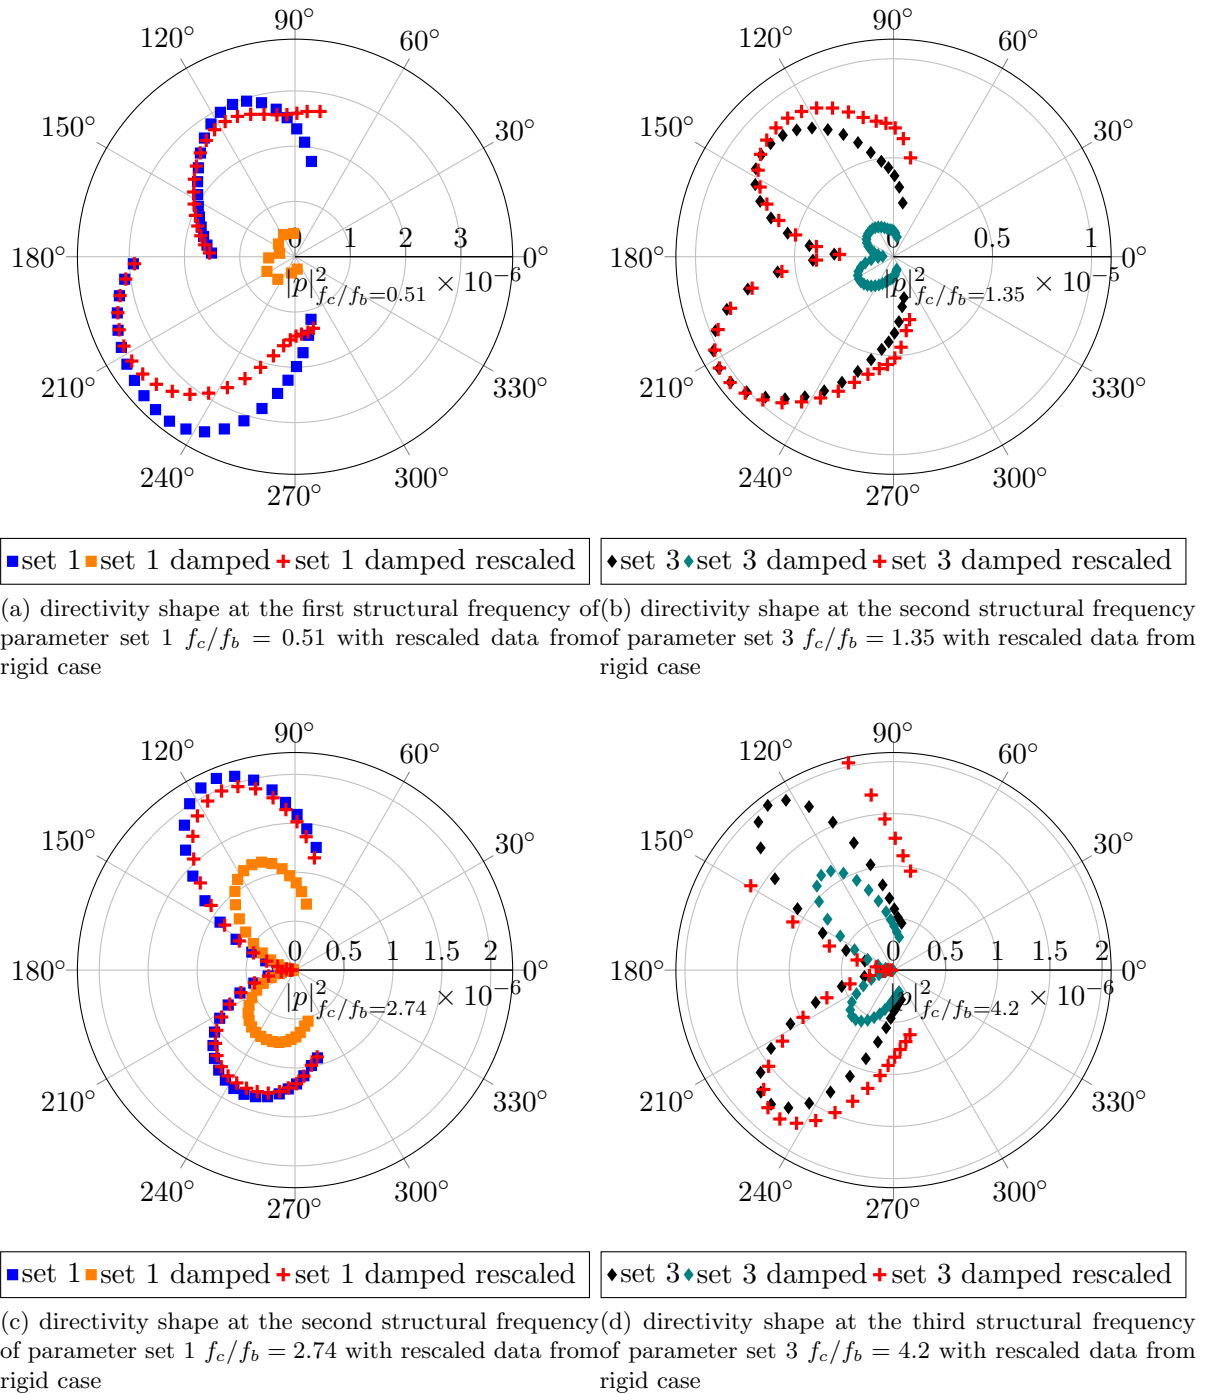 90°
120° 60°
150° 30°
180° 0 1 2 3 0°
|p|²_{f_c/f_b=0.51} × 10⁻⁶
210° 330°
240° 300°
270°
set 1 set 1 damped set 1 damped rescaled
(a) directivity shape at the first structural frequency of
parameter set 1 f_c/f_b = 0.51 with rescaled data from
rigid case
90°
120° 60°
150° 30°
180° 0 0.5 1 0°
|p|²_{f_c/f_b=1.35} × 10⁻⁵
210° 330°
240° 300°
270°
set 3 set 3 damped set 3 damped rescaled
(b) directivity shape at the second structural frequency
of parameter set 3 f_c/f_b = 1.35 with rescaled data from
rigid case
90°
120° 60°
150° 30°
180° 0 0.5 1 1.5 2 0°
|p|²_{f_c/f_b=2.74} × 10⁻⁶
210° 330°
240° 300°
270°
set 1 set 1 damped set 1 damped rescaled
(c) directivity shape at the second structural frequency
of parameter set 1 f_c/f_b = 2.74 with rescaled data from
rigid case
90°
120° 60°
150° 30°
180° 0 0.5 1 1.5 2 0°
|p|²_{f_c/f_b=4.2} × 10⁻⁶
210° 330°
240° 300°
270°
set 3 set 3 damped set 3 damped rescaled
(d) directivity shape at the third structural frequency
of parameter set 3 f_c/f_b = 4.2 with rescaled data from
rigid case